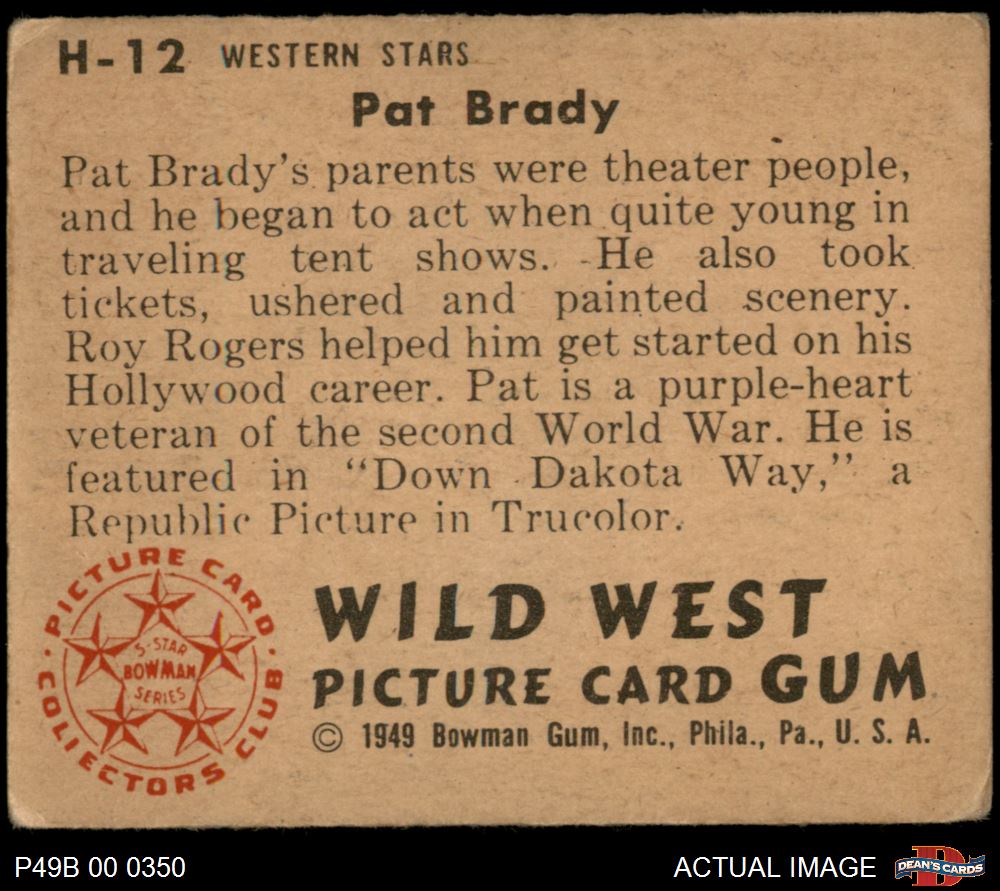 H-12 WESTERN STARS
Pat Brady
Pat Brady's parents were theater people,
and he began to act when quite young in
traveling tent shows. He also took
tickets, ushered and painted scenery.
Roy Rogers helped him get started on his
Hollywood career. Pat is a purple-heart
veteran of the second World War. He is
featured in “Down Dakota Way,” a
Republic Picture in Trucolor.
PICTURE CARD
COLLECTORS CLUB
5-STAR
BOWMAN
SERIES
WILD WEST
PICTURE CARD GUM
© 1949 Bowman Gum, Inc., Phila., Pa., U. S. A.
P49B 00 0350
ACTUAL IMAGE
D
DEAN'S CARDS